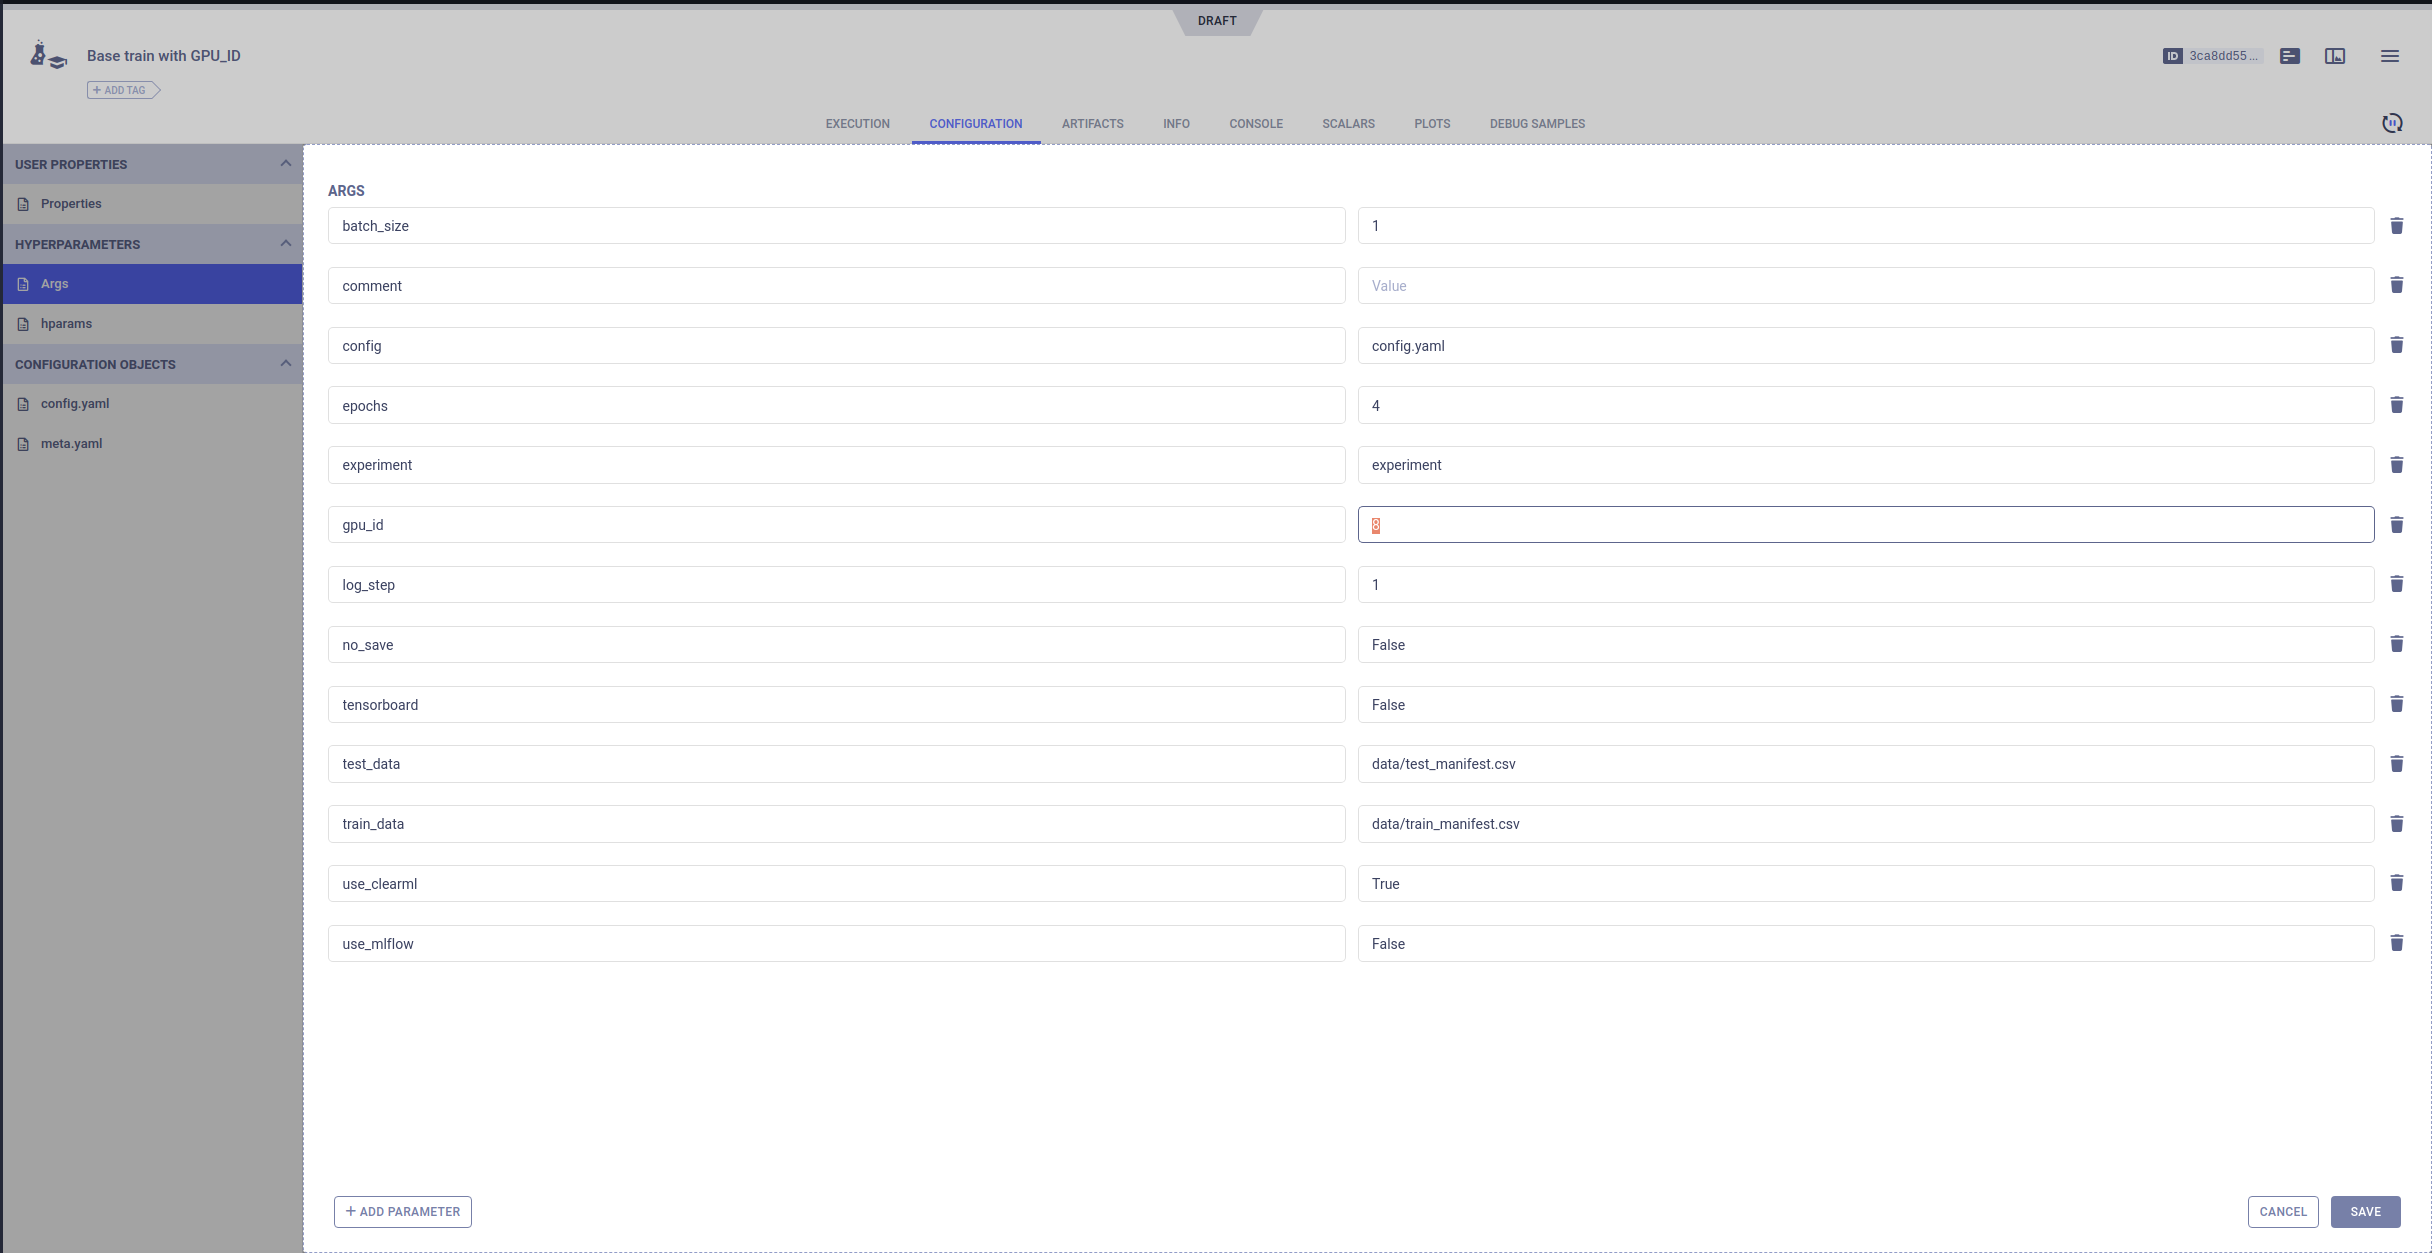 DRAFT
Base train with GPU_ID
ID 3ca8dd55...
+ ADD TAG
EXECUTION CONFIGURATION ARTIFACTS INFO CONSOLE SCALARS PLOTS DEBUG SAMPLES
USER PROPERTIES
Properties
HYPERPARAMETERS
Args
hparams
CONFIGURATION OBJECTS
config.yaml
meta.yaml
ARGS
batch_size 1
comment Value
config config.yaml
epochs 4
experiment experiment
gpu_id 8
log_step 1
no_save False
tensorboard False
test_data data/test_manifest.csv
train_data data/train_manifest.csv
use_clearml True
use_mlflow False
+ ADD PARAMETER CANCEL SAVE